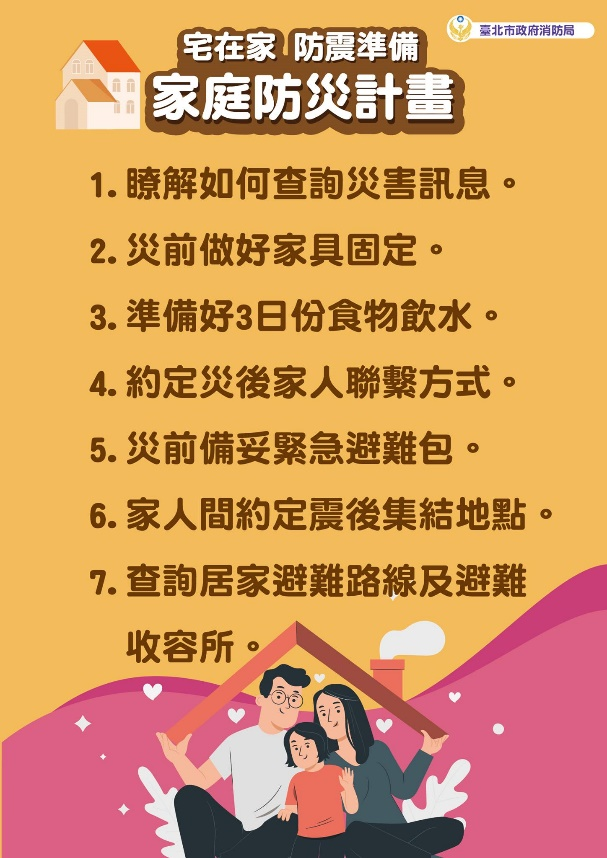 臺北市政府消防局
宅在家 防震準備
家庭防災計畫
1. 瞭解如何查詢災害訊息。
2. 災前做好家具固定。
3. 準備好3日份食物飲水。
4. 約定災後家人聯繫方式。
5. 災前備妥緊急避難包。
6. 家人間約定震後集結地點。
7. 查詢居家避難路線及避難
收容所。